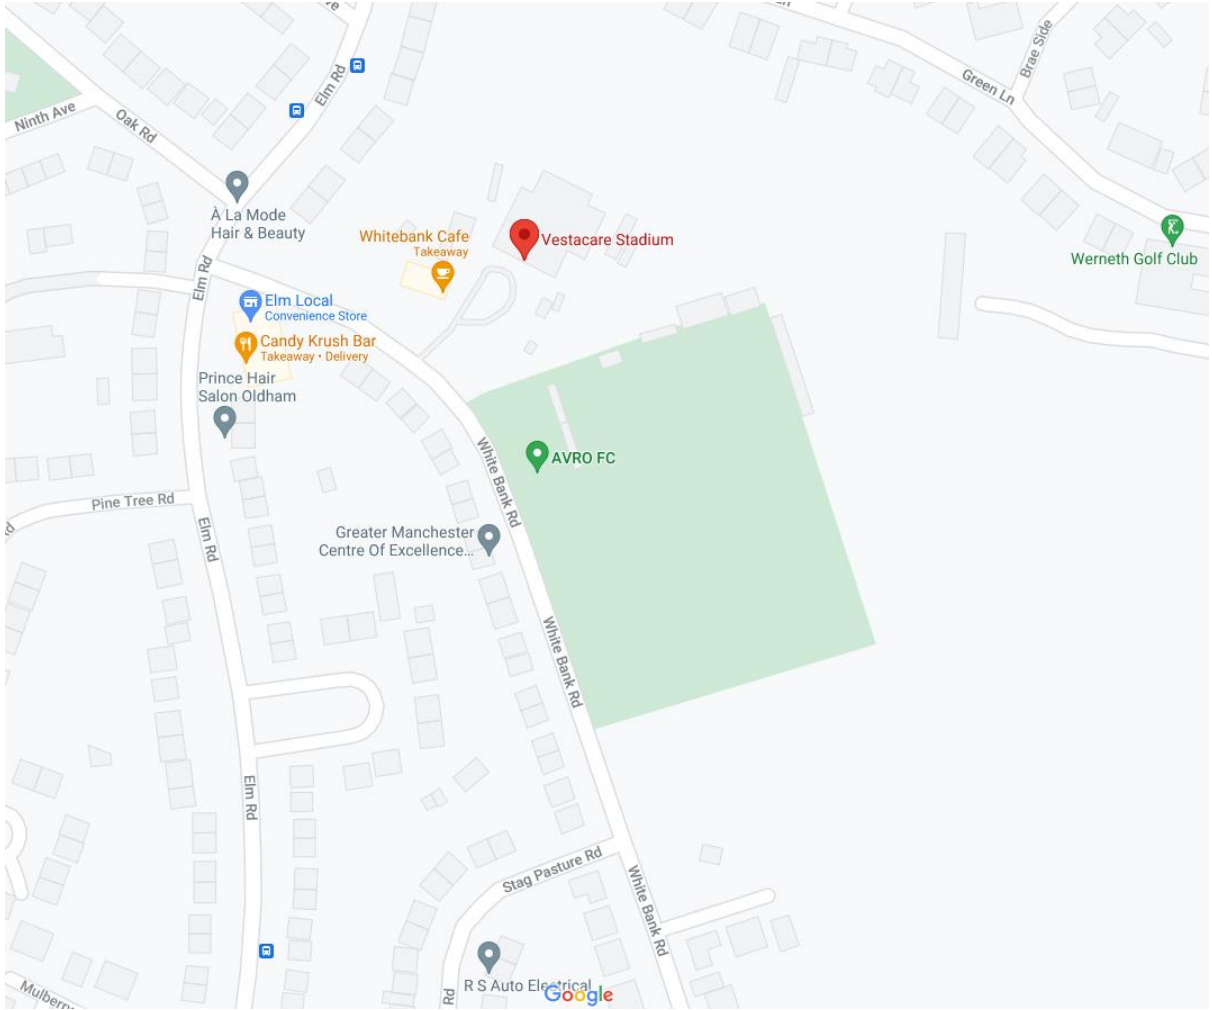 Elm Rd
Green Ln
Brae Side
Ninth Ave
Oak Rd
À La Mode
Hair & Beauty
Whitebank Cafe
Takeaway
Vestacare Stadium
Werneth Golf Club
Elm Rd
Elm Local
Convenience Store
Candy Krush Bar
Takeaway • Delivery
Prince Hair
Salon Oldham
White Bank Rd
AVRO FC
Pine Tree Rd
Elm Rd
Greater Manchester
Centre Of Excellence...
White Bank Rd
Elm Rd
Stag Pasture Rd
White Bank Rd
R S Auto Electrical
Rd
Google